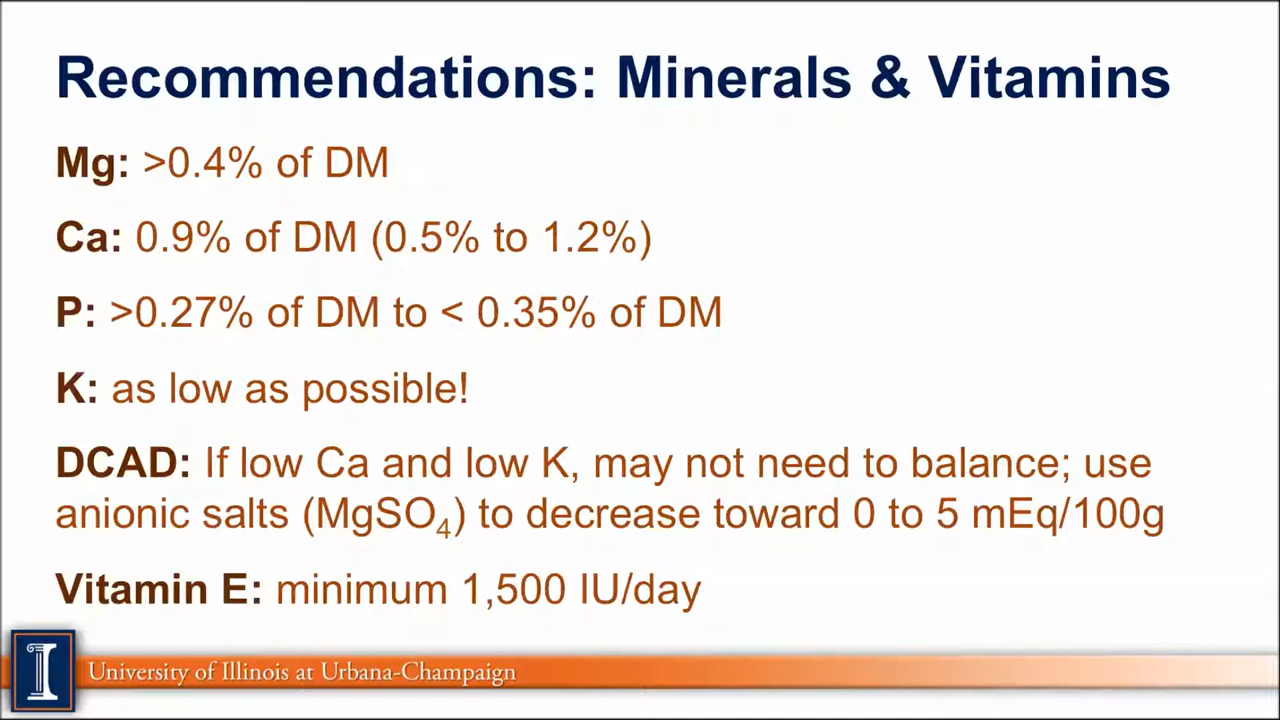 Recommendations: Minerals & Vitamins
Mg: >0.4% of DM
Ca: 0.9% of DM (0.5% to 1.2%)
P: >0.27% of DM to < 0.35% of DM
K: as low as possible!
DCAD: If low Ca and low K, may not need to balance; use
anionic salts (MgSO₄) to decrease toward 0 to 5 mEq/100g
Vitamin E: minimum 1,500 IU/day
I
University of Illinois at Urbana-Champaign